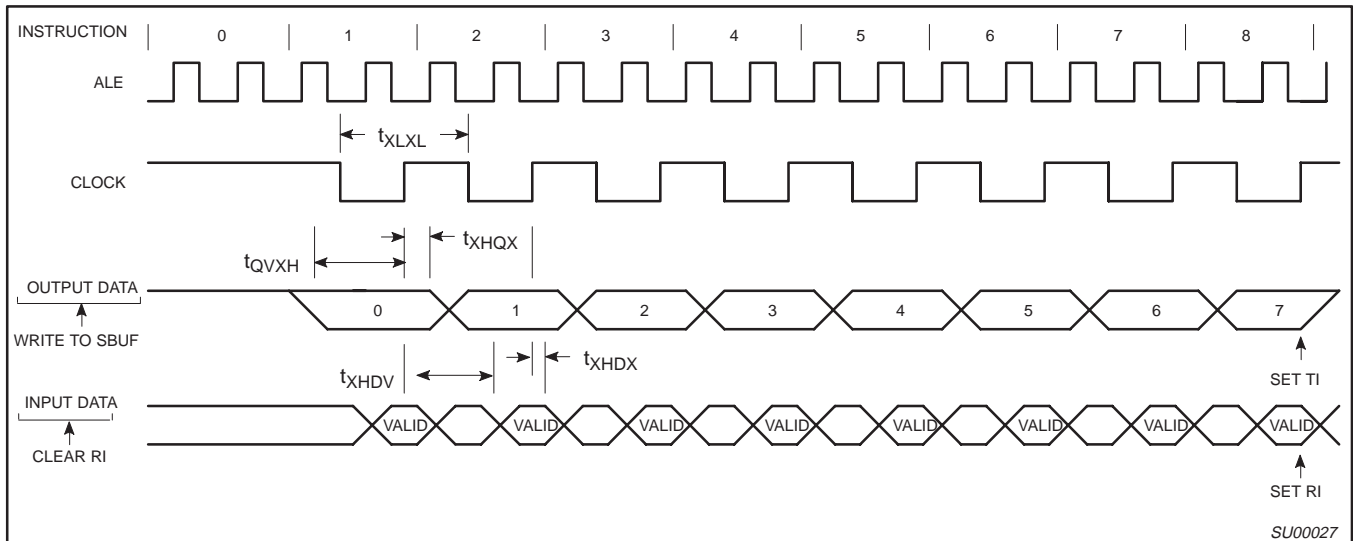 INSTRUCTION 0 1 2 3 4 5 6 7 8
ALE
tXLXL
CLOCK
tXHQX
tQVXH
OUTPUT DATA
0 1 2 3 4 5 6 7
WRITE TO SBUF
tXHDX
tXHDV
SET TI
INPUT DATA
VALID VALID VALID VALID VALID VALID VALID VALID
CLEAR RI
SET RI
SU00027